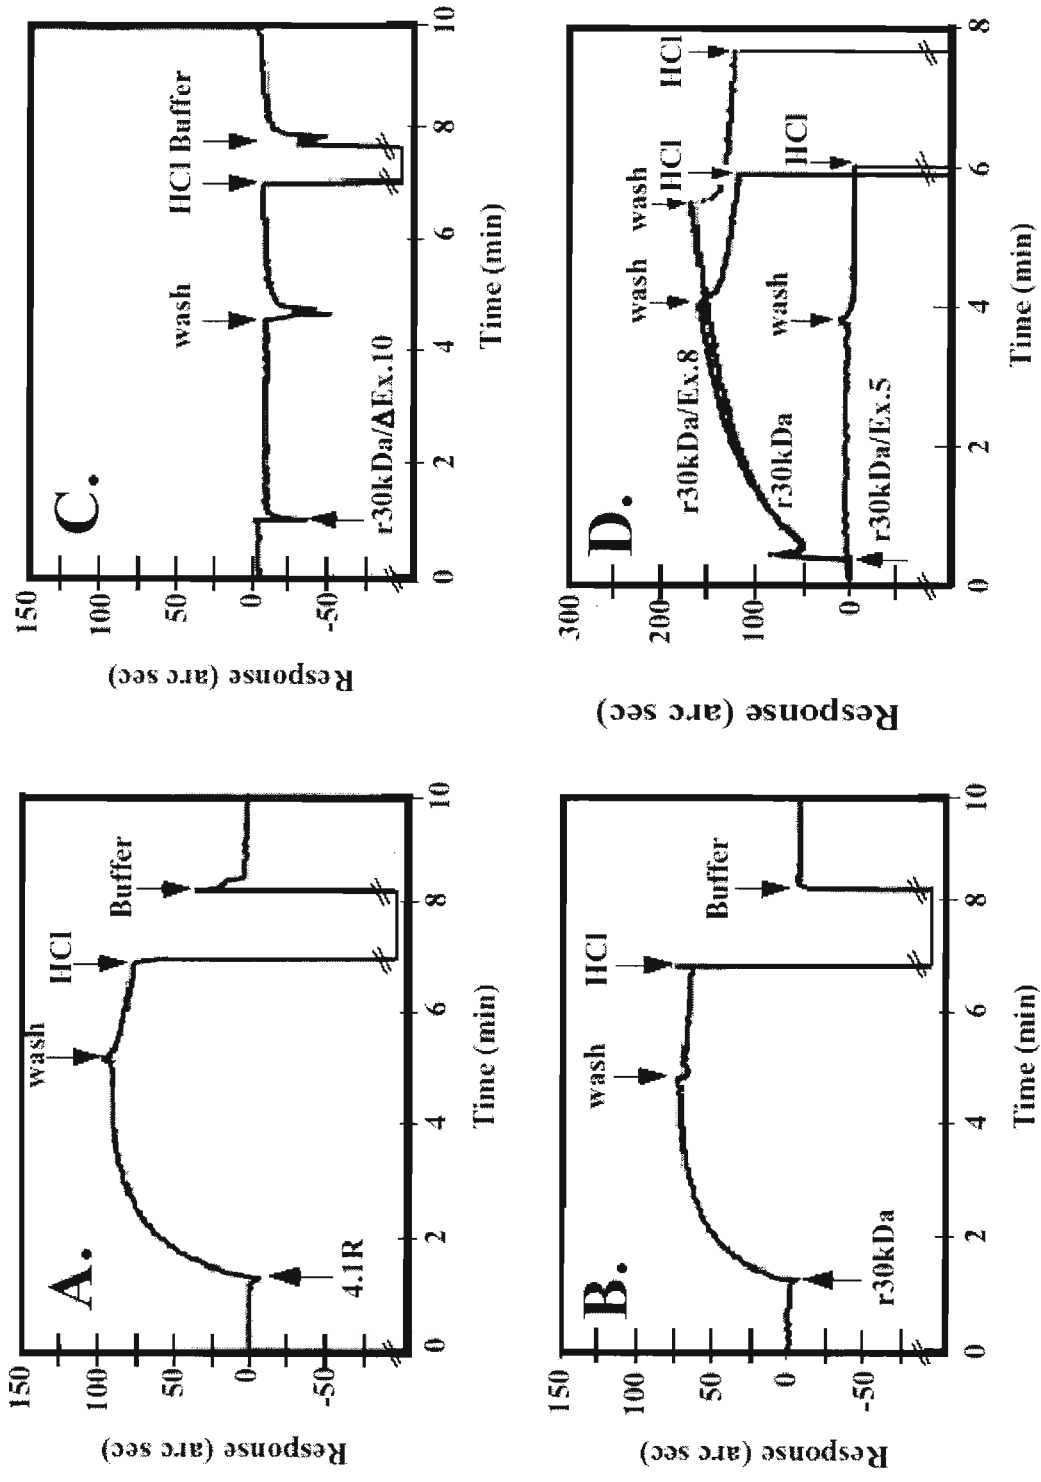 A.
150
100
50
0
-50
Response (arc sec)
4.1R
wash
HCl
Buffer
0
2
4
6
8
10
Time (min)
B.
150
100
50
0
-50
Response (arc sec)
r30kDa
wash
HCl
Buffer
0
2
4
6
8
10
Time (min)
C.
150
100
50
0
-50
Response (arc sec)
r30kDa/ΔEx.10
wash
HCl Buffer
0
2
4
6
8
10
Time (min)
D.
300
200
100
0
Response (arc sec)
r30kDa/Ex.8
r30kDa
r30kDa/Ex.5
wash
wash
wash
HCl
HCl
HCl
0
2
4
6
8
Time (min)